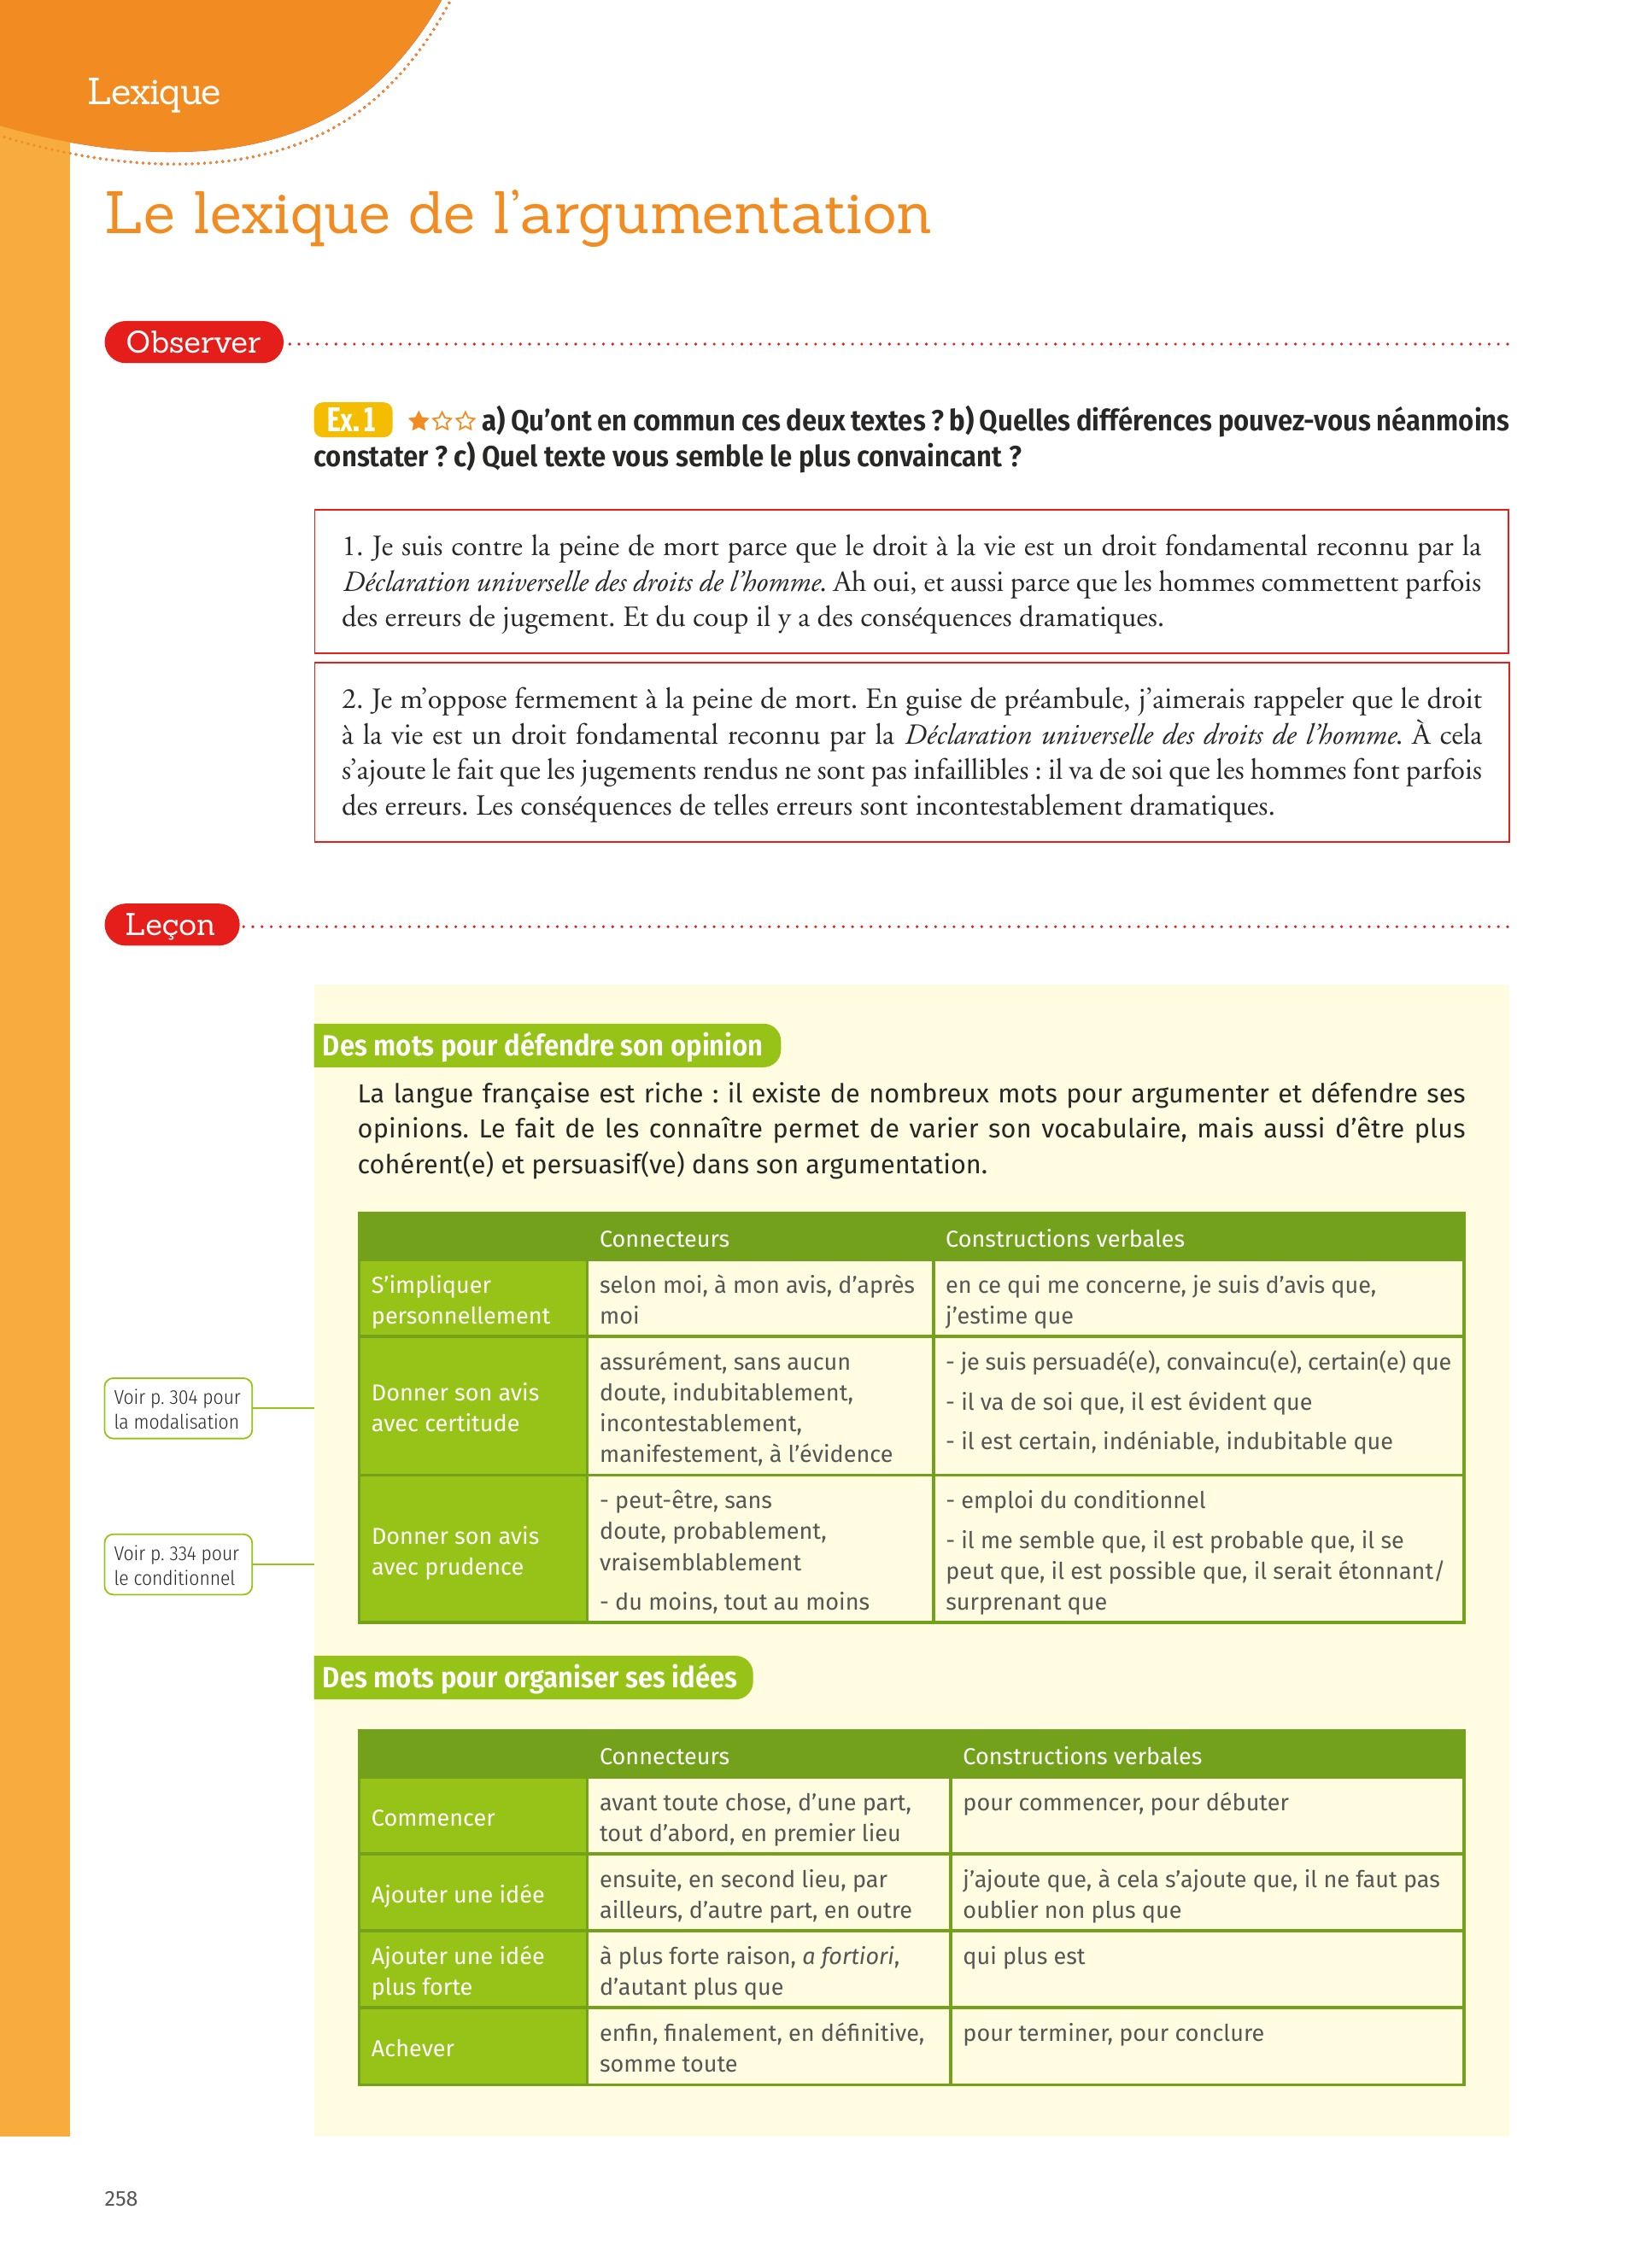 Lexique
Le lexique de l’argumentation
Observer
Ex. 1 ★☆☆ a) Qu’ont en commun ces deux textes ? b) Quelles différences pouvez-vous néanmoins
constater ? c) Quel texte vous semble le plus convaincant ?
1. Je suis contre la peine de mort parce que le droit à la vie est un droit fondamental reconnu par la
Déclaration universelle des droits de l’homme. Ah oui, et aussi parce que les hommes commettent parfois
des erreurs de jugement. Et du coup il y a des conséquences dramatiques.
2. Je m’oppose fermement à la peine de mort. En guise de préambule, j’aimerais rappeler que le droit
à la vie est un droit fondamental reconnu par la Déclaration universelle des droits de l’homme. À cela
s’ajoute le fait que les jugements rendus ne sont pas infaillibles : il va de soi que les hommes font parfois
des erreurs. Les conséquences de telles erreurs sont incontestablement dramatiques.
Leçon
Des mots pour défendre son opinion
La langue française est riche : il existe de nombreux mots pour argumenter et défendre ses
opinions. Le fait de les connaître permet de varier son vocabulaire, mais aussi d’être plus
cohérent(e) et persuasif(ve) dans son argumentation.
Connecteurs
Constructions verbales
S’impliquer
personnellement
selon moi, à mon avis, d’après
moi
en ce qui me concerne, je suis d’avis que,
j’estime que
Voir p. 304 pour
la modalisation
Donner son avis
avec certitude
assurément, sans aucun
doute, indubitablement,
incontestablement,
manifestement, à l’évidence
- je suis persuadé(e), convaincu(e), certain(e) que
- il va de soi que, il est évident que
- il est certain, indéniable, indubitable que
Voir p. 334 pour
le conditionnel
Donner son avis
avec prudence
- peut-être, sans
doute, probablement,
vraisemblablement
- du moins, tout au moins
- emploi du conditionnel
- il me semble que, il est probable que, il se
peut que, il est possible que, il serait étonnant/
surprenant que
Des mots pour organiser ses idées
Connecteurs
Constructions verbales
Commencer
avant toute chose, d’une part,
tout d’abord, en premier lieu
pour commencer, pour débuter
Ajouter une idée
ensuite, en second lieu, par
ailleurs, d’autre part, en outre
j’ajoute que, à cela s’ajoute que, il ne faut pas
oublier non plus que
Ajouter une idée
plus forte
à plus forte raison, a fortiori,
d’autant plus que
qui plus est
Achever
enfin, finalement, en définitive,
somme toute
pour terminer, pour conclure
258